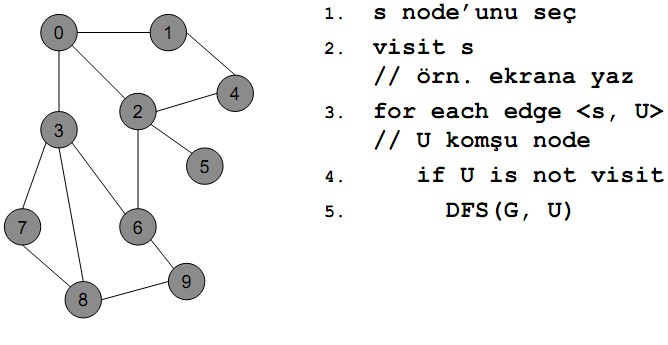 0
1
2
3
4
5
6
7
8
9
1. s node’unu seç
2. visit s
// örn. ekrana yaz
3. for each edge <s, U>
// U komşu node
4. if U is not visit
5. DFS(G, U)